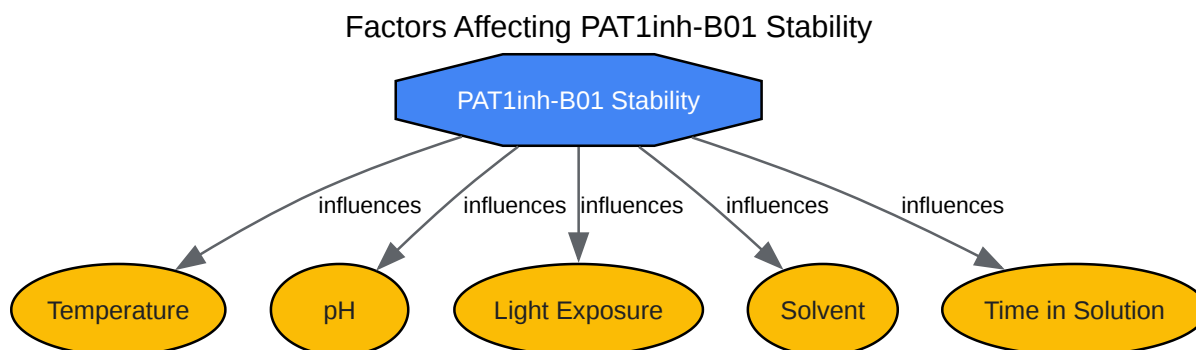 Factors Affecting PAT1inh-B01 Stability
PAT1inh-B01 Stability
influences
influences
influences
influences
influences
Temperature
pH
Light Exposure
Solvent
Time in Solution